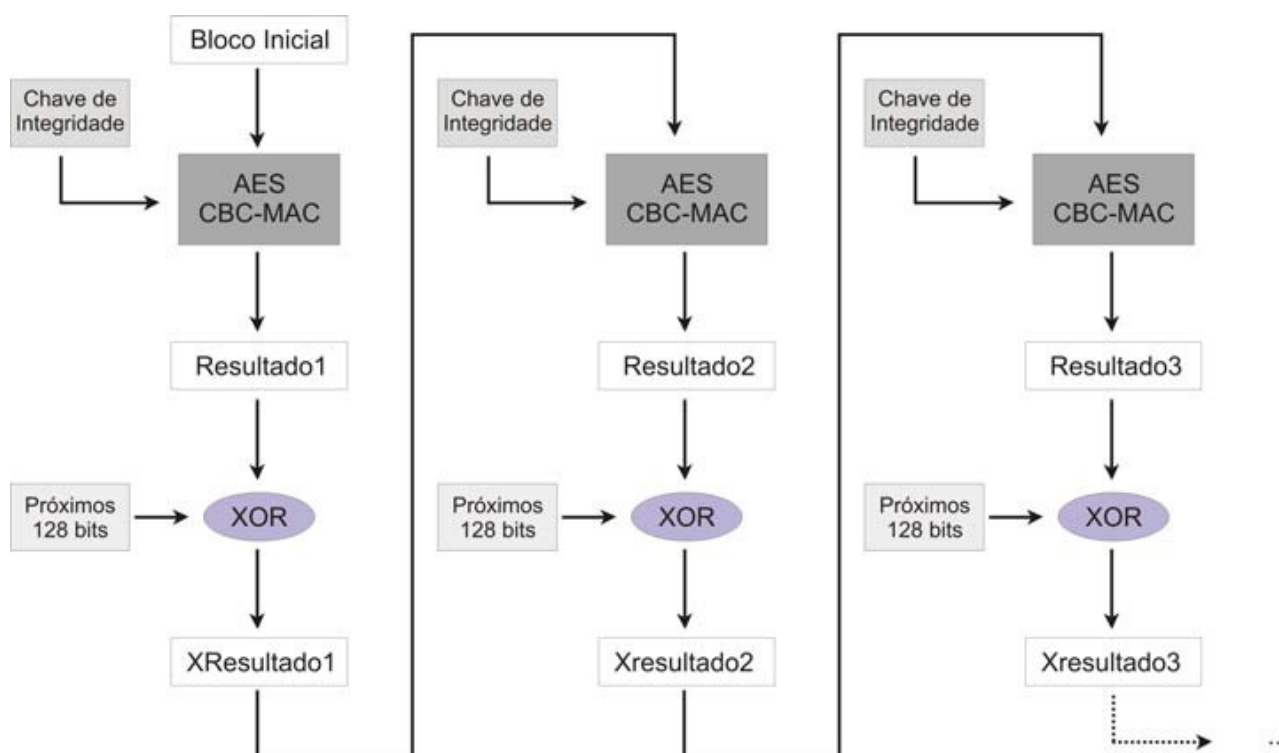 Bloco Inicial
Chave de
Integridade
AES
CBC-MAC
Resultado1
Próximos
128 bits
XOR
XResultado1
Chave de
Integridade
AES
CBC-MAC
Resultado2
Próximos
128 bits
XOR
Xresultado2
Chave de
Integridade
AES
CBC-MAC
Resultado3
Próximos
128 bits
XOR
Xresultado3